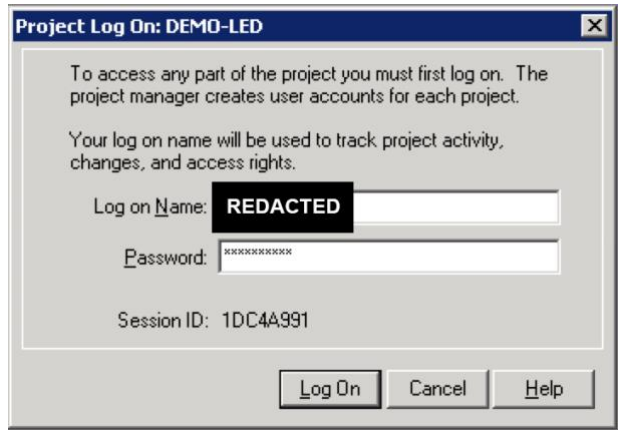 Project Log On: DEMO-LED
To access any part of the project you must first log on. The
project manager creates user accounts for each project.
Your log on name will be used to track project activity,
changes, and access rights.
Log on Name: REDACTED
Password: **********
Session ID: 1DC4A991
Log On Cancel Help